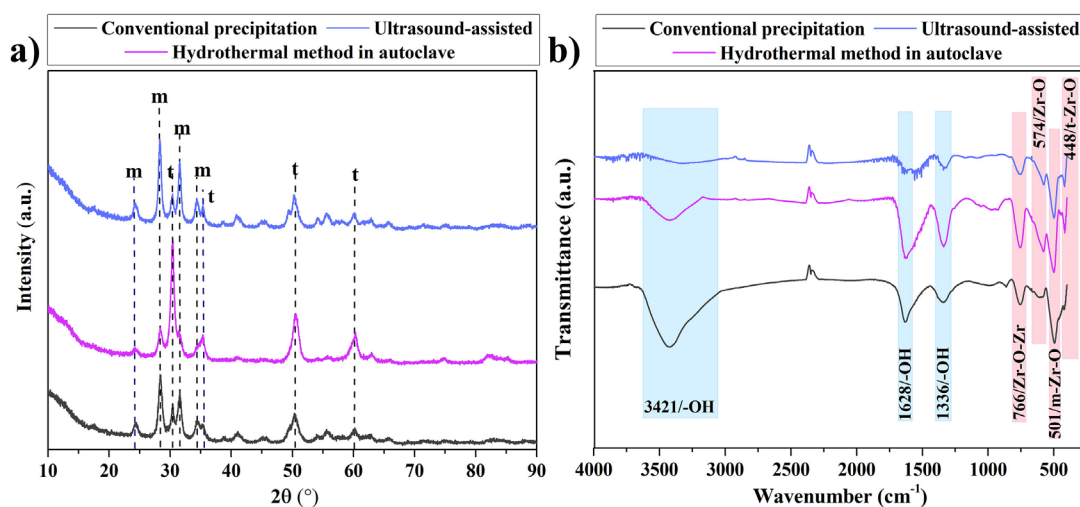 a)
Conventional precipitation
Ultrasound-assisted
Hydrothermal method in autoclave
m
m
t
m
m
t
t
t
Intensity (a.u.)
10 20 30 40 50 60 70 80 90
2θ (°)
b)
Conventional precipitation
Ultrasound-assisted
Hydrothermal method in autoclave
3421/-OH
1628/-OH
1336/-OH
766/Zr-O-Zr
574/Zr-O
501/m-Zr-O
448/t-Zr-O
Transmittance (a.u.)
4000 3500 3000 2500 2000 1500 1000 500
Wavenumber (cm⁻¹)